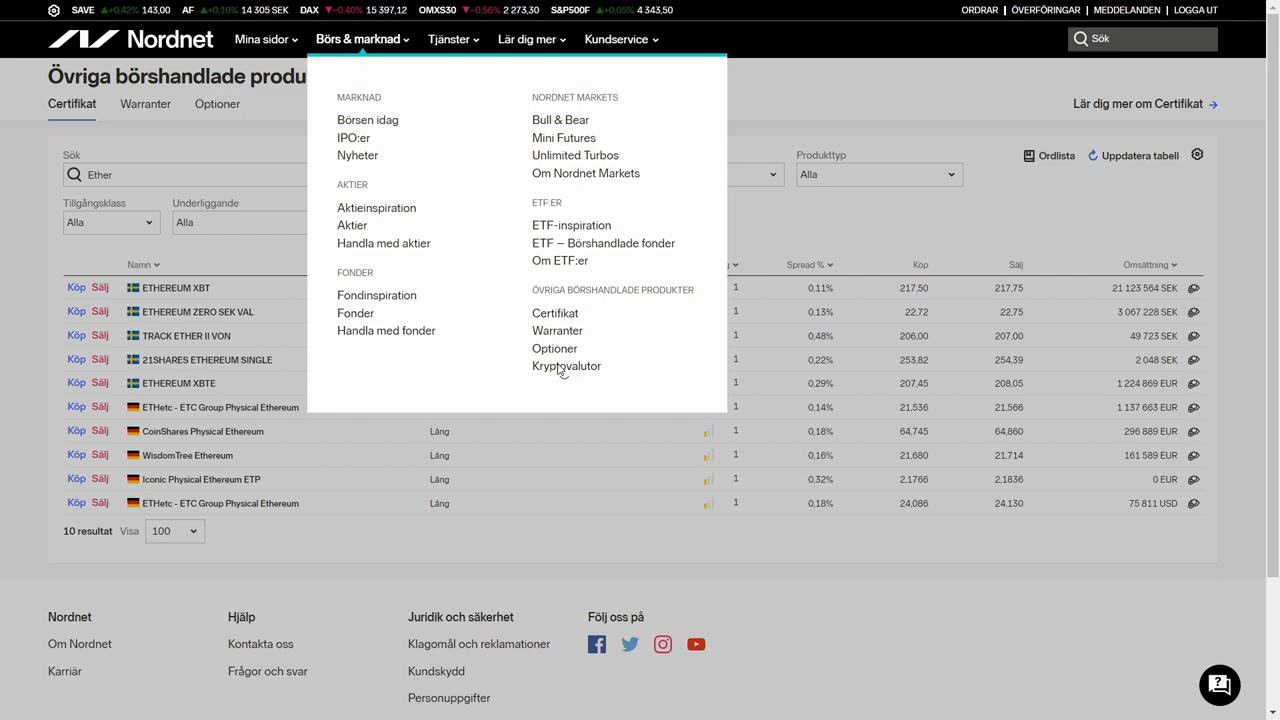 SAVE +0,42% 143,00 AF +0,10% 14 305 SEK DAX −0,40% 15 397,12 OMXS30 −0,56% 2 273,30 S&P500F +0,05% 4 343,50 ORDRAR ÖVERFÖRINGAR MEDDELANDEN LOGGA UT
Nordnet Mina sidor Börs & marknad Tjänster Lär dig mer Kundservice Sök
Övriga börshandlade produ
Certifikat Warranter Optioner Lär dig mer om Certifikat →
MARKNAD
Börsen idag
IPO:er
Nyheter
AKTIER
Aktieinspiration
Aktier
Handla med aktier
FONDER
Fondinspiration
Fonder
Handla med fonder
NORDNET MARKETS
Bull & Bear
Mini Futures
Unlimited Turbos
Om Nordnet Markets
ETF:ER
ETF-inspiration
ETF – Börshandlade fonder
Om ETF:er
ÖVRIGA BÖRSHANDLADE PRODUKTER
Certifikat
Warranter
Optioner
Kryptovalutor
Sök Produkttyp Ordlista Uppdatera tabell
Ether Alla
Tillgångsklass Underliggande
Alla Alla
Namn Spread % Köp Sälj Omsättning
Köp Sälj ETHEREUM XBT 1 0,11% 217,50 217,75 21 123 564 SEK
Köp Sälj ETHEREUM ZERO SEK VAL 1 0,13% 22,72 22,75 3 067 228 SEK
Köp Sälj TRACK ETHER II VON 1 0,48% 206,00 207,00 49 723 SEK
Köp Sälj 21SHARES ETHEREUM SINGLE 1 0,22% 253,82 254,39 2 048 SEK
Köp Sälj ETHEREUM XBTE 1 0,29% 207,45 208,05 1 224 869 EUR
Köp Sälj ETHetc - ETC Group Physical Ethereum 1 0,14% 21,536 21,566 1 137 663 EUR
Köp Sälj CoinShares Physical Ethereum Lång 1 0,18% 64,745 64,860 296 889 EUR
Köp Sälj WisdomTree Ethereum Lång 1 0,16% 21,680 21,714 161 589 EUR
Köp Sälj Iconic Physical Ethereum ETP Lång 1 0,32% 2,1766 2,1836 0 EUR
Köp Sälj ETHetc - ETC Group Physical Ethereum Lång 1 0,18% 24,086 24,130 75 811 USD
10 resultat Visa 100
Nordnet Hjälp Juridik och säkerhet Följ oss på
Om Nordnet Kontakta oss Klagomål och reklamationer
Karriär Frågor och svar Kundskydd
Personuppgifter